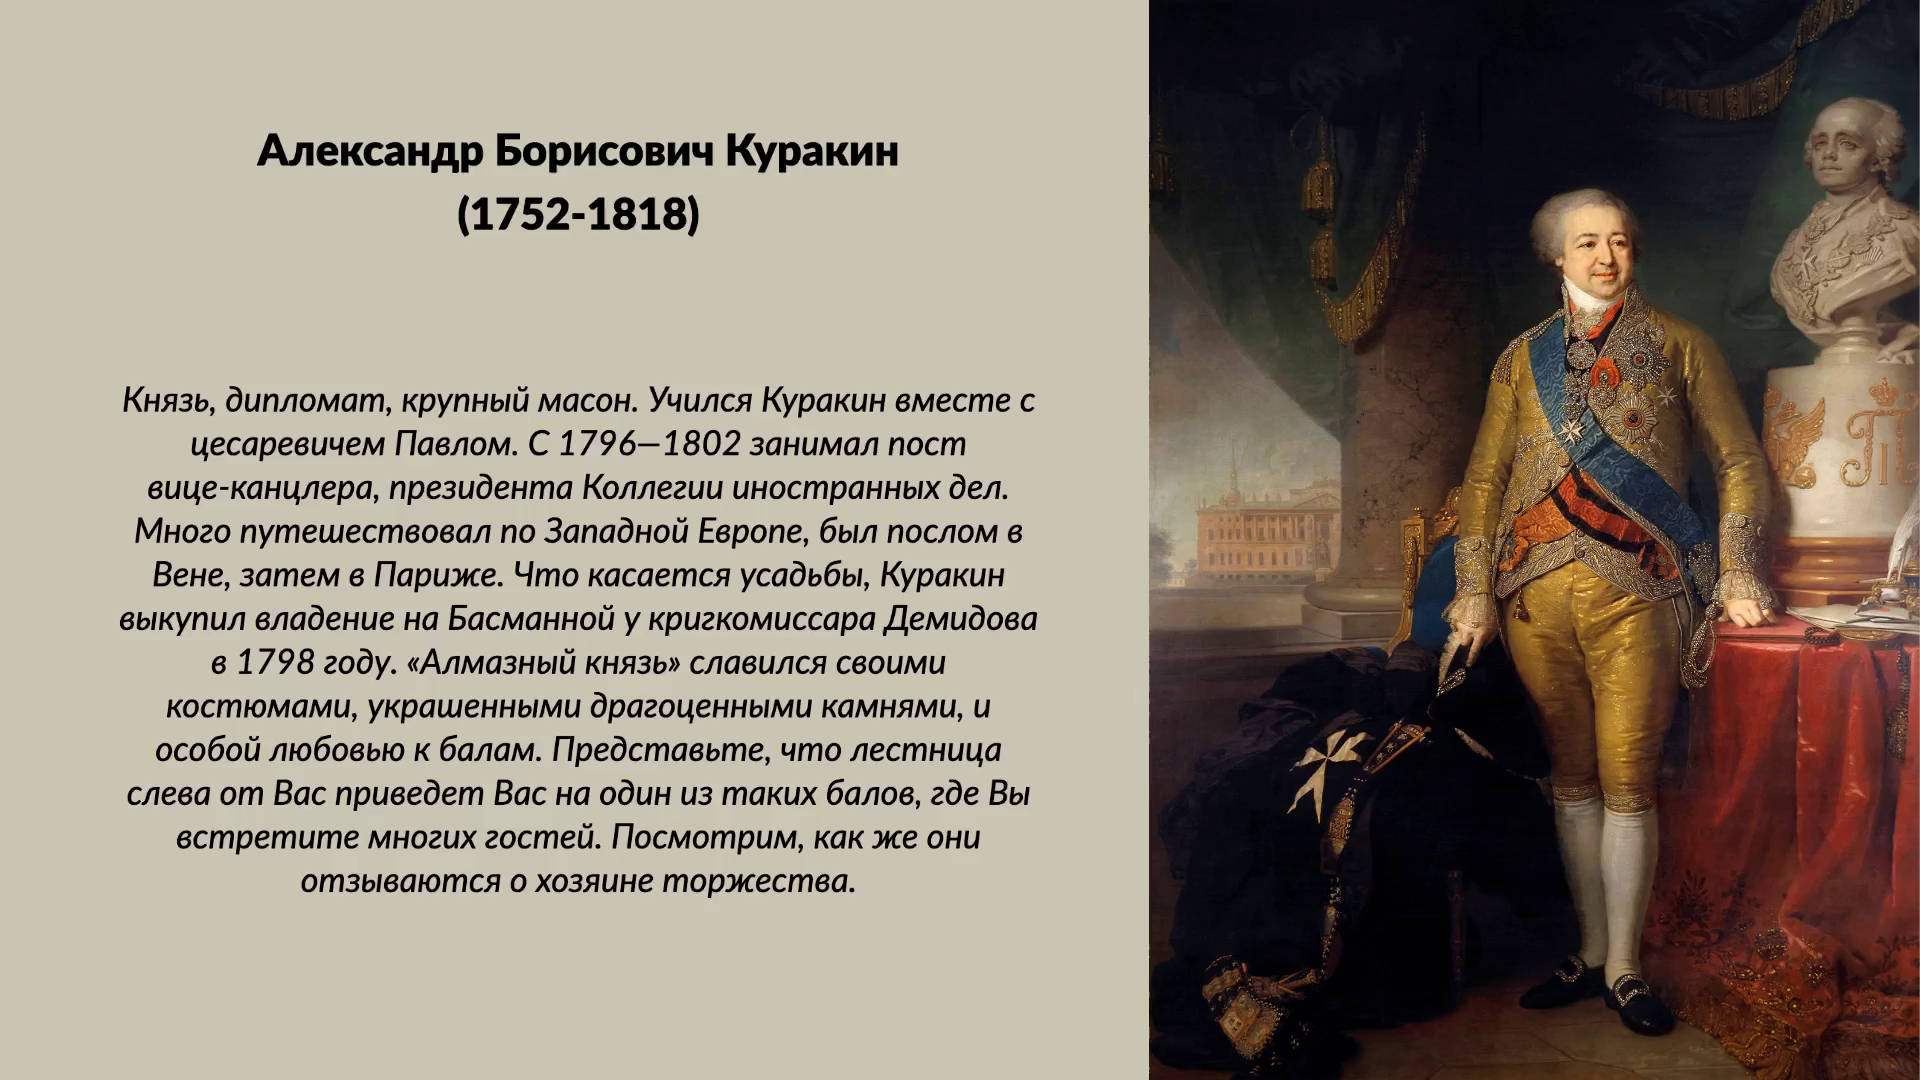 Александр Борисович Куракин
(1752-1818)
Князь, дипломат, крупный масон. Учился Куракин вместе с
цесаревичем Павлом. С 1796—1802 занимал пост
вице-канцлера, президента Коллегии иностранных дел.
Много путешествовал по Западной Европе, был послом в
Вене, затем в Париже. Что касается усадьбы, Куракин
выкупил владение на Басманной у кригкомиссара Демидова
в 1798 году. «Алмазный князь» славился своими
костюмами, украшенными драгоценными камнями, и
особой любовью к балам. Представьте, что лестница
слева от Вас приведет Вас на один из таких балов, где Вы
встретите многих гостей. Посмотрим, как же они
отзываются о хозяине торжества.